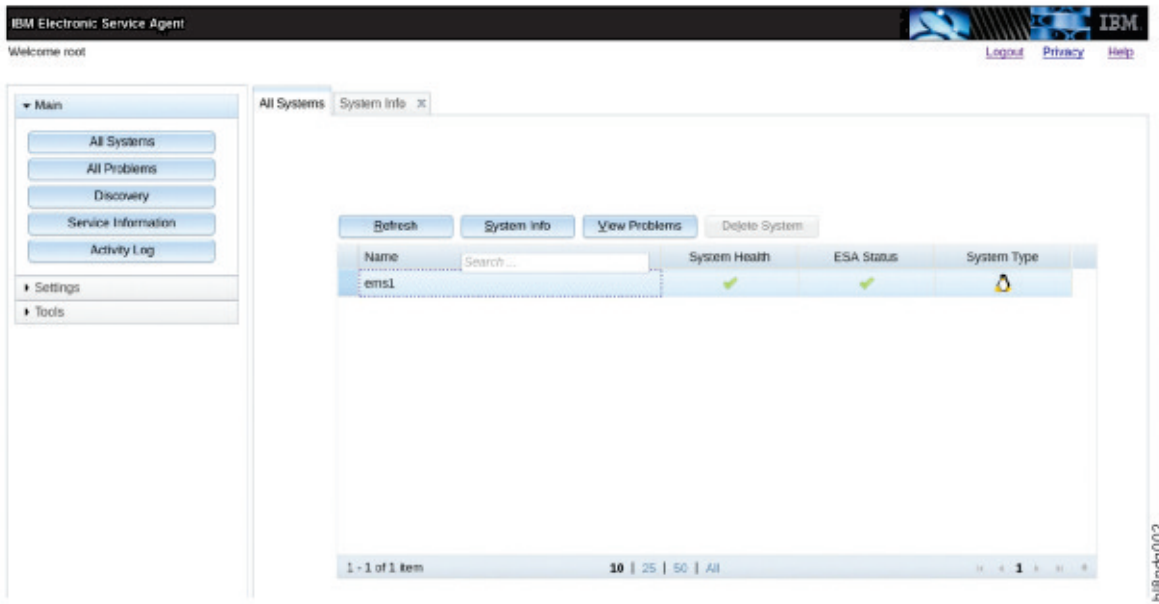 IBM Electronic Service Agent
IBM
Welcome root
Logout Privacy Help
Main
All Systems
All Problems
Discovery
Service Information
Activity Log
Settings
Tools
All Systems System Info
Refresh System Info View Problems Delete System
Name Search ... System Health ESA Status System Type
ems1
1 - 1 of 1 item 10 | 25 | 50 | All 1